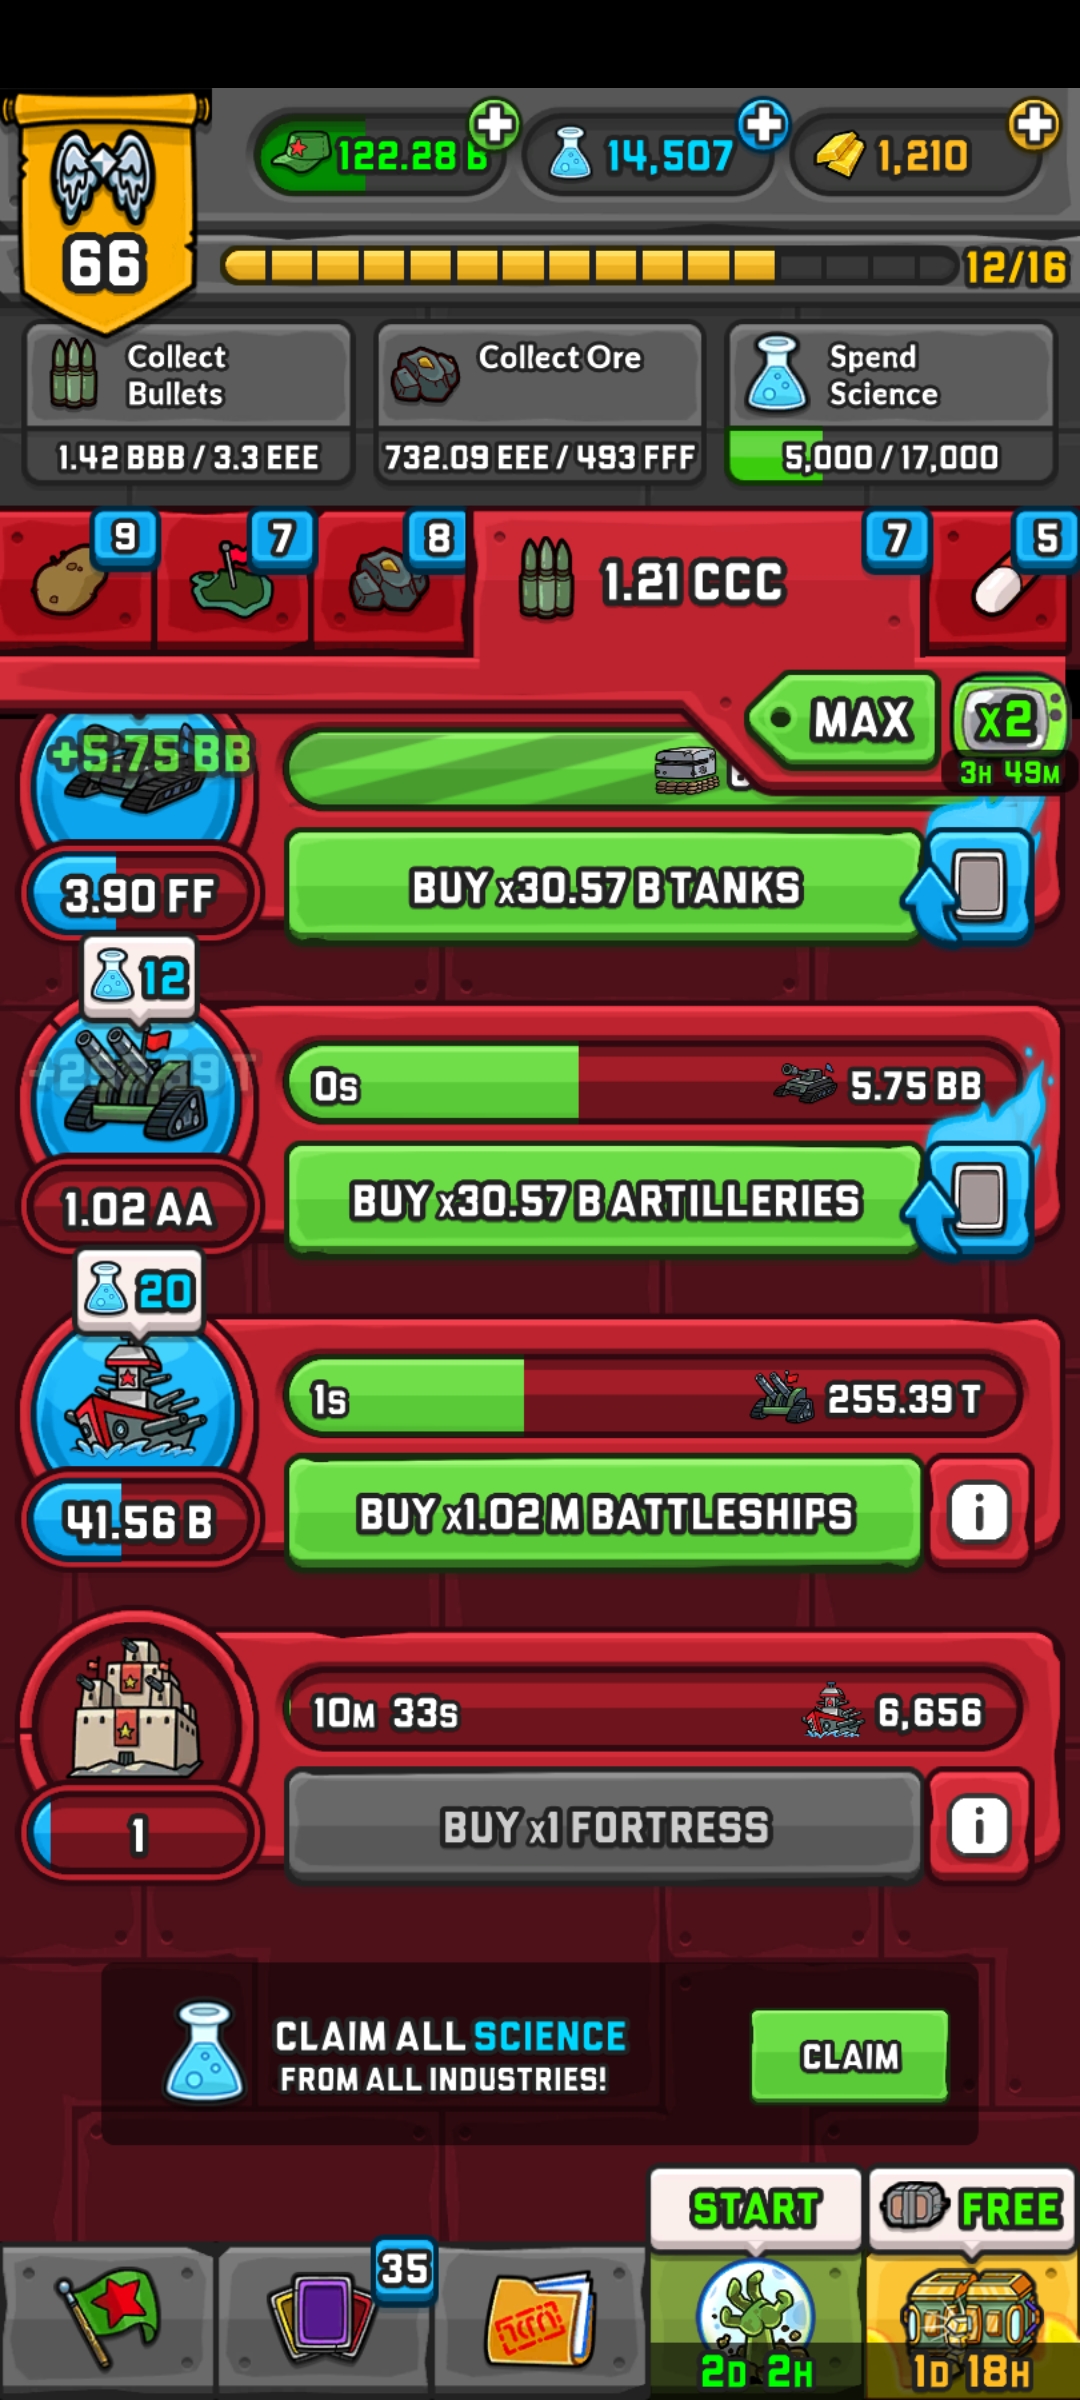 122.28 B
14,507
1,210
66
12/16
Collect
Bullets
1.42 BBB / 3.3 EEE
Collect Ore
732.09 EEE / 493 FFF
Spend
Science
5,000 / 17,000
9
7
8
1.21 CCC
7
5
MAX
x2
3H 49M
+5.75 BB
3.90 FF
BUY x30.57 B TANKS
12
0s
5.75 BB
1.02 AA
BUY x30.57 B ARTILLERIES
20
1s
255.39 T
41.56 B
BUY x1.02 M BATTLESHIPS
i
10M 33s
6,656
1
BUY x1 FORTRESS
i
CLAIM ALL SCIENCE
FROM ALL INDUSTRIES!
CLAIM
START
FREE
35
2D 2H
1D 18H